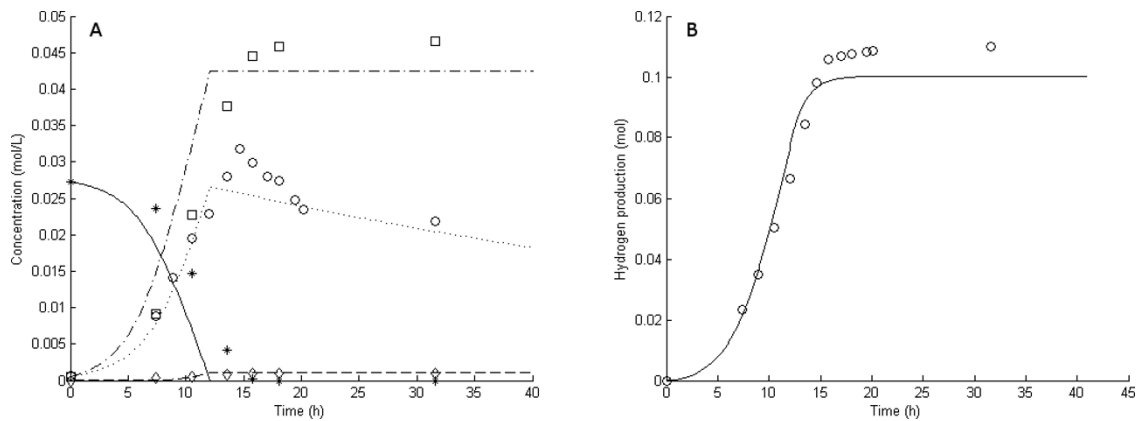 A
0.05
0.045
0.04
0.035
0.03
0.025
0.02
0.015
0.01
0.005
0
Concentration (mol/L)
0 5 10 15 20 25 30 35 40
Time (h)
B
0.12
0.1
0.08
0.06
0.04
0.02
0
Hydrogen production (mol)
0 5 10 15 20 25 30 35 40 45
Time (h)